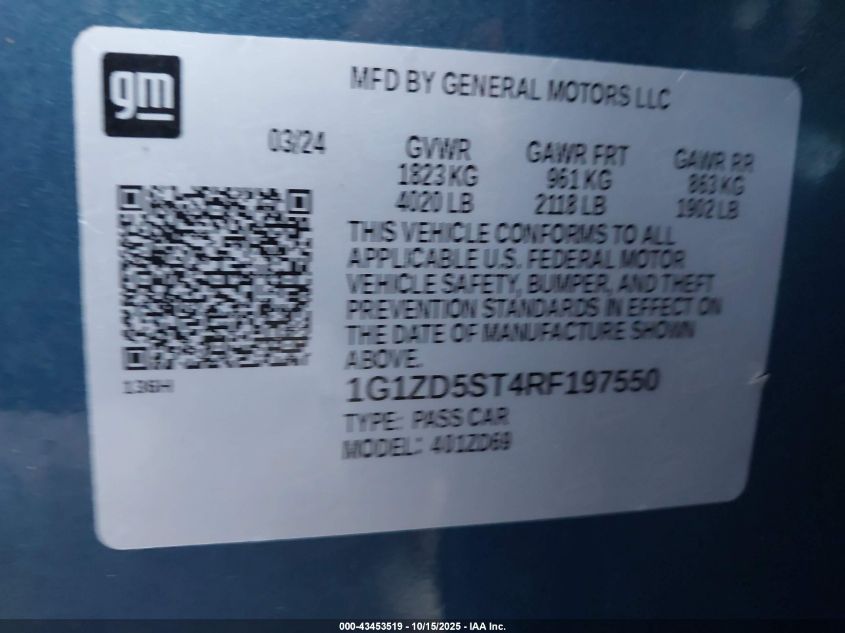 gm
MFD BY GENERAL MOTORS LLC
03/24
GVWR GAWR FRT GAWR RR
1823 KG 961 KG 863 KG
4020 LB 2118 LB 1902 LB
THIS VEHICLE CONFORMS TO ALL
APPLICABLE U.S. FEDERAL MOTOR
VEHICLE SAFETY, BUMPER, AND THEFT
PREVENTION STANDARDS IN EFFECT ON
THE DATE OF MANUFACTURE SHOWN
ABOVE.
136H
1G1ZD5ST4RF197550
TYPE: PASS CAR
MODEL: 401ZD69
000-43453519 - 10/15/2025 - IAA Inc.